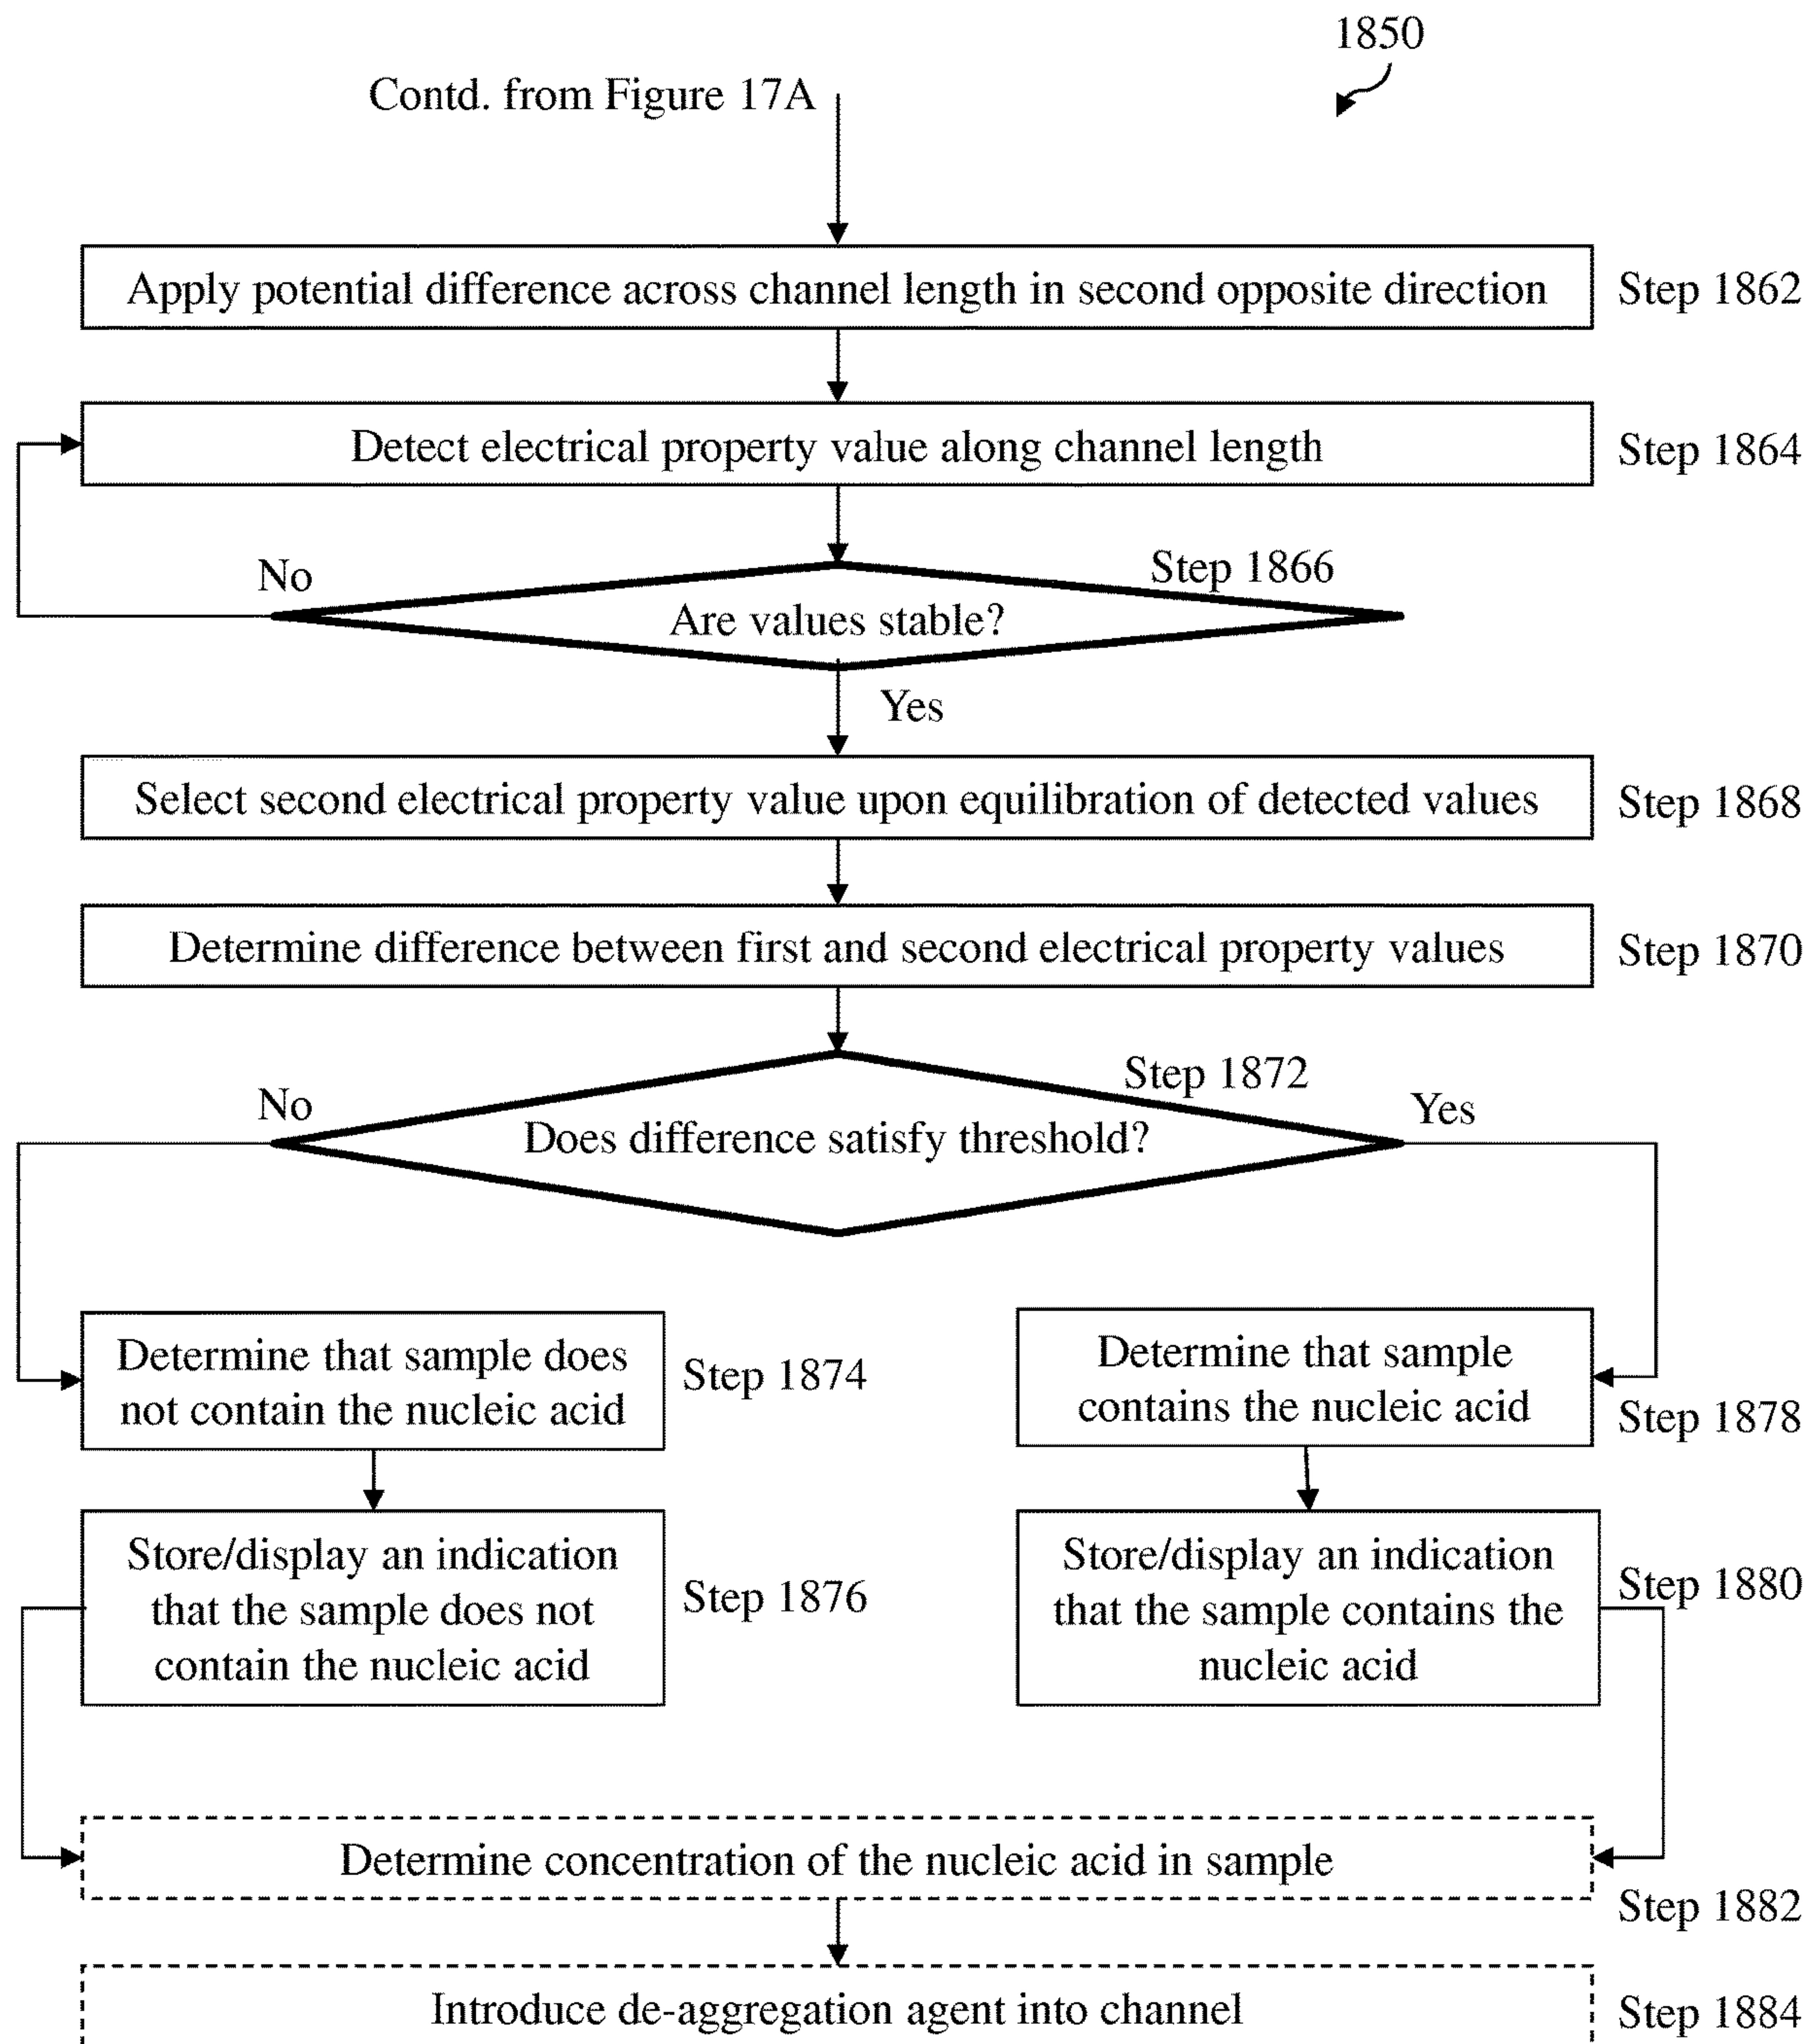 1850
Contd. from Figure 17A
Apply potential difference across channel length in second opposite direction
Step 1862
Detect electrical property value along channel length
Step 1864
No
Step 1866
Are values stable?
Yes
Select second electrical property value upon equilibration of detected values
Step 1868
Determine difference between first and second electrical property values
Step 1870
No
Step 1872
Yes
Does difference satisfy threshold?
Determine that sample does
not contain the nucleic acid
Step 1874
Determine that sample
contains the nucleic acid
Step 1878
Store/display an indication
that the sample does not
contain the nucleic acid
Step 1876
Store/display an indication
that the sample contains the
nucleic acid
Step 1880
Determine concentration of the nucleic acid in sample
Step 1882
Introduce de-aggregation agent into channel
Step 1884